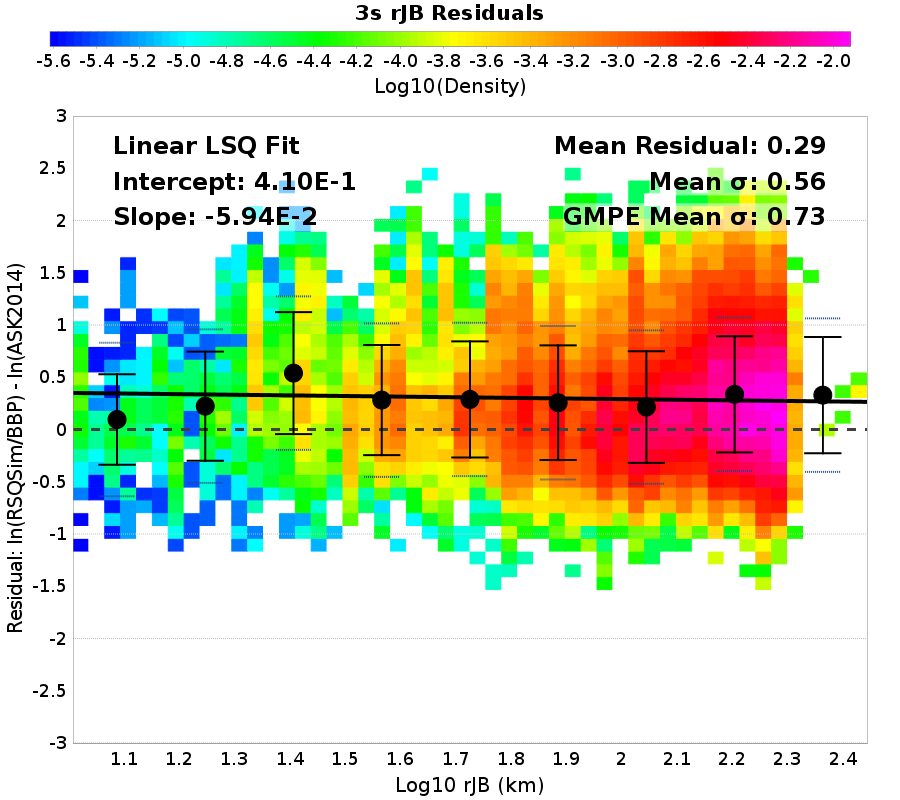 3s rJB Residuals
-5.6 -5.4 -5.2 -5.0 -4.8 -4.6 -4.4 -4.2 -4.0 -3.8 -3.6 -3.4 -3.2 -3.0 -2.8 -2.6 -2.4 -2.2 -2.0
Log10(Density)
Linear LSQ Fit
Intercept: 4.10E-1
Slope: -5.94E-2
Mean Residual: 0.29
Mean σ: 0.56
GMPE Mean σ: 0.73
Residual: ln(RSQSim/BBP) - ln(ASK2014)
3
2.5
2
1.5
1
0.5
0
-0.5
-1
-1.5
-2
-2.5
-3
1.1 1.2 1.3 1.4 1.5 1.6 1.7 1.8 1.9 2 2.1 2.2 2.3 2.4
Log10 rJB (km)